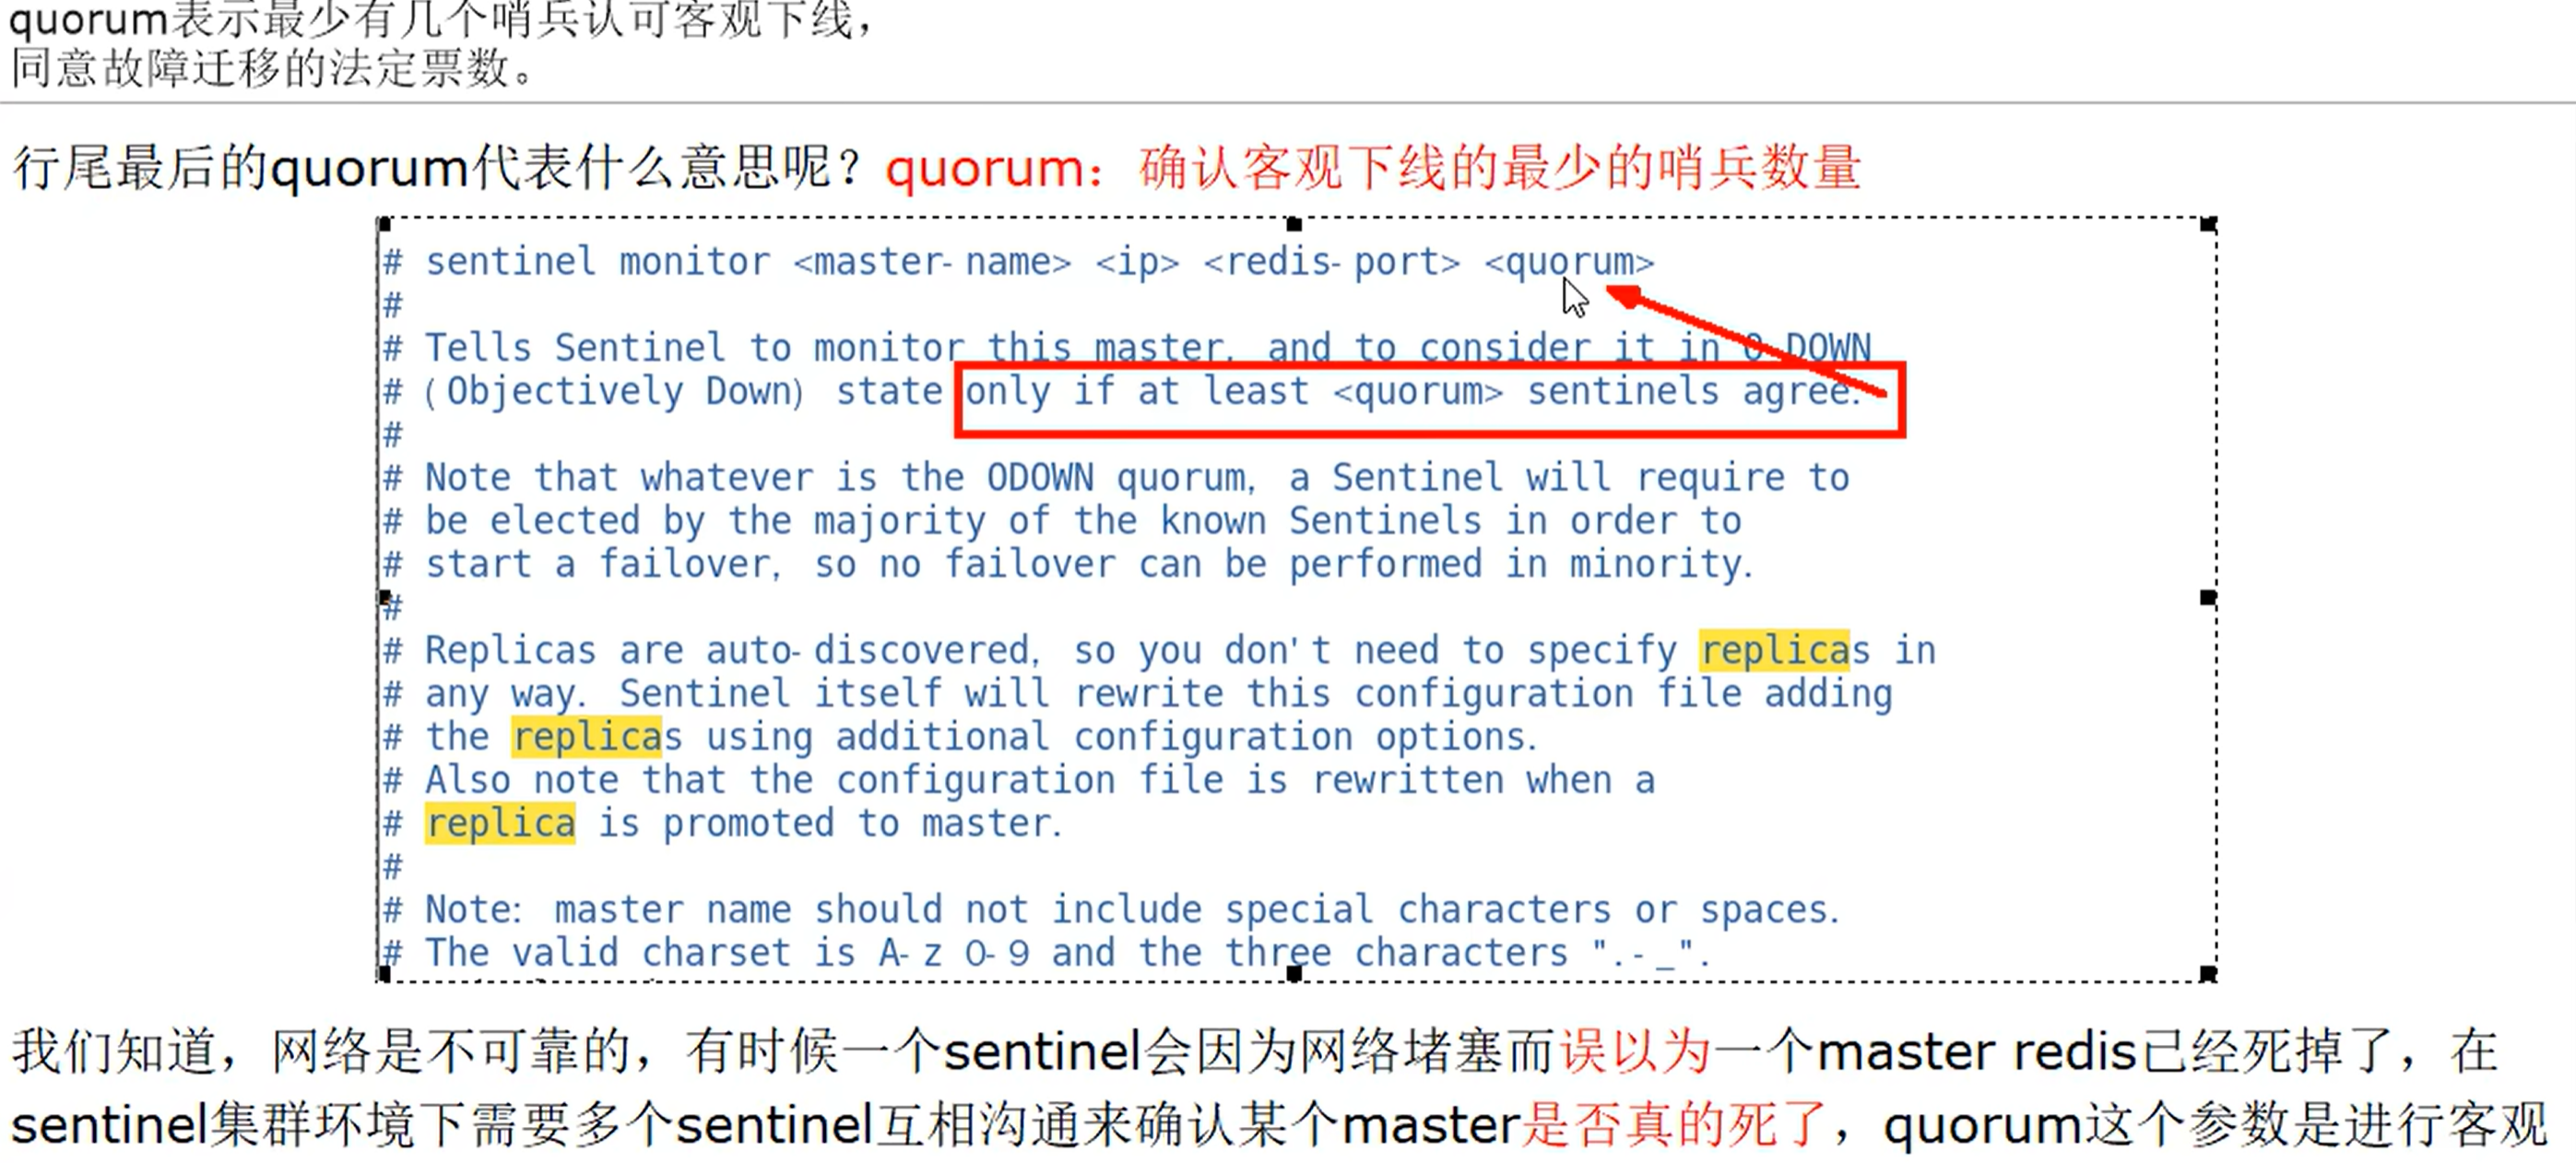 quorum表示最少有几个哨兵认可客观下线，
同意故障迁移的法定票数。
行尾最后的quorum代表什么意思呢？quorum：确认客观下线的最少的哨兵数量
# sentinel monitor <master-name> <ip> <redis-port> <quorum>
#
# Tells Sentinel to monitor this master, and to consider it in O_DOWN
# (Objectively Down) state only if at least <quorum> sentinels agree.
#
# Note that whatever is the ODOWN quorum, a Sentinel will require to
# be elected by the majority of the known Sentinels in order to
# start a failover, so no failover can be performed in minority.
#
# Replicas are auto-discovered, so you don't need to specify replicas in
# any way. Sentinel itself will rewrite this configuration file adding
# the replicas using additional configuration options.
# Also note that the configuration file is rewritten when a
# replica is promoted to master.
#
# Note: master name should not include special characters or spaces.
# The valid charset is A-z 0-9 and the three characters ".-_".
我们知道，网络是不可靠的，有时候一个sentinel会因为网络堵塞而误以为一个master redis已经死掉了，在
sentinel集群环境下需要多个sentinel互相沟通来确认某个master是否真的死了，quorum这个参数是进行客观